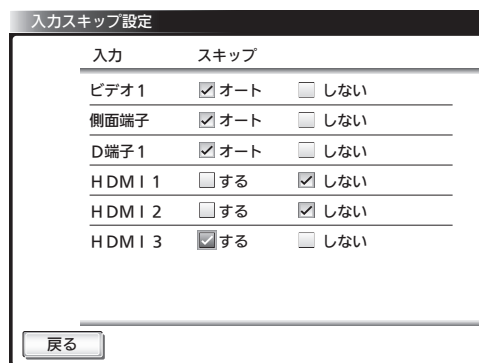 入力スキップ設定
入力 スキップ
ビデオ1 オート しない
側面端子 オート しない
D端子1 オート しない
HDMI1 する しない
HDMI2 する しない
HDMI3 する しない
戻る